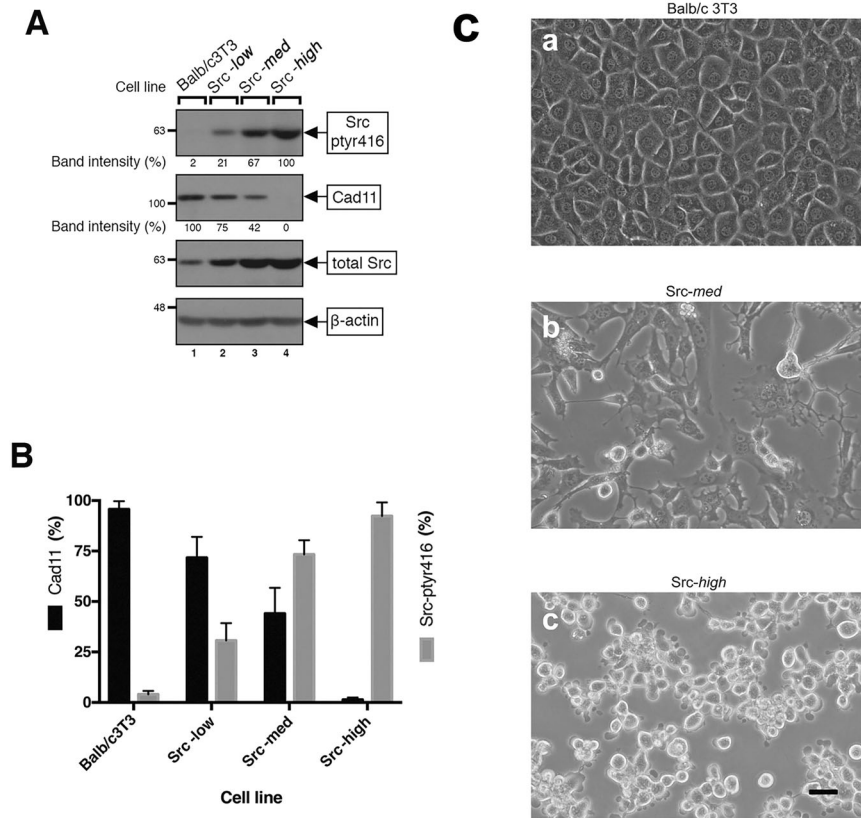 A
Cell line
Balb/c3T3
Src-low
Src-med
Src-high
63
Src
ptyr416
Band intensity (%) 2 21 67 100
100
Cad11
Band intensity (%) 100 75 42 0
63
total Src
48
β-actin
1 2 3 4
B
Cad11 (%)
100
75
50
25
0
Src-ptyr416 (%)
Balb/c3T3
Src-low
Src-med
Src-high
Cell line
C
Balb/c 3T3
a
Src-med
b
Src-high
c